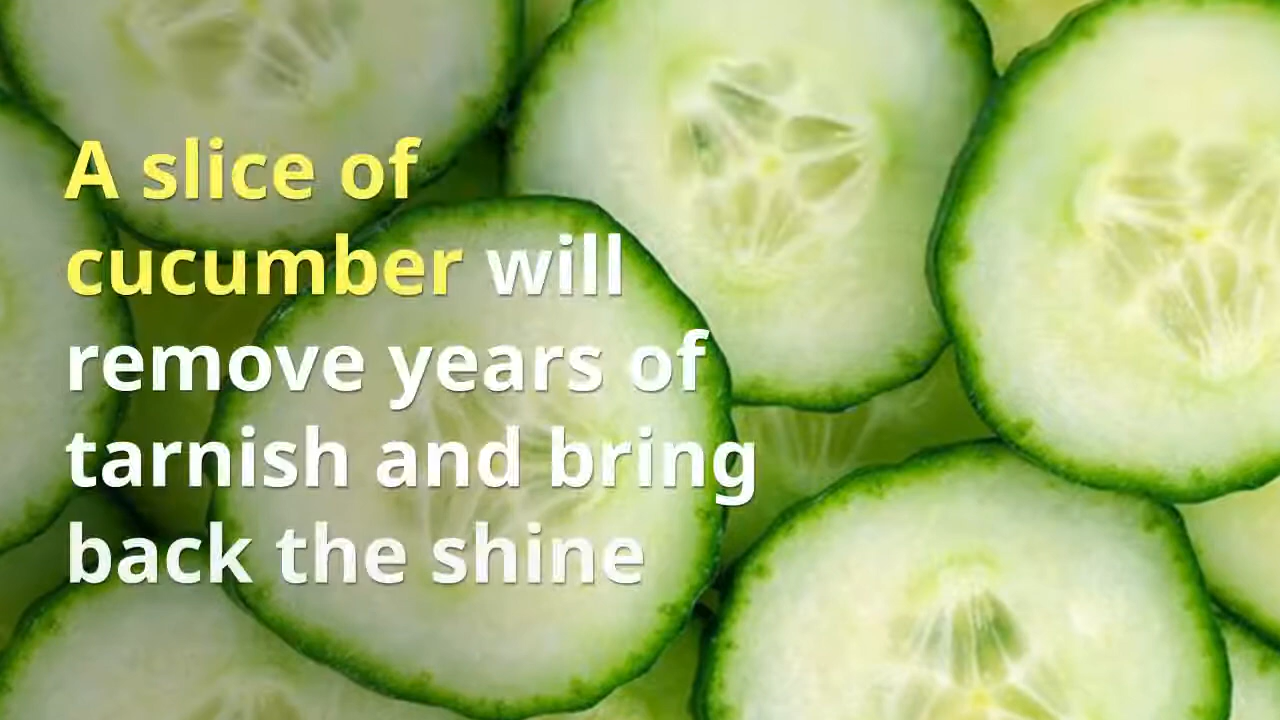 A slice of
cucumber will
remove years of
tarnish and bring
back the shine